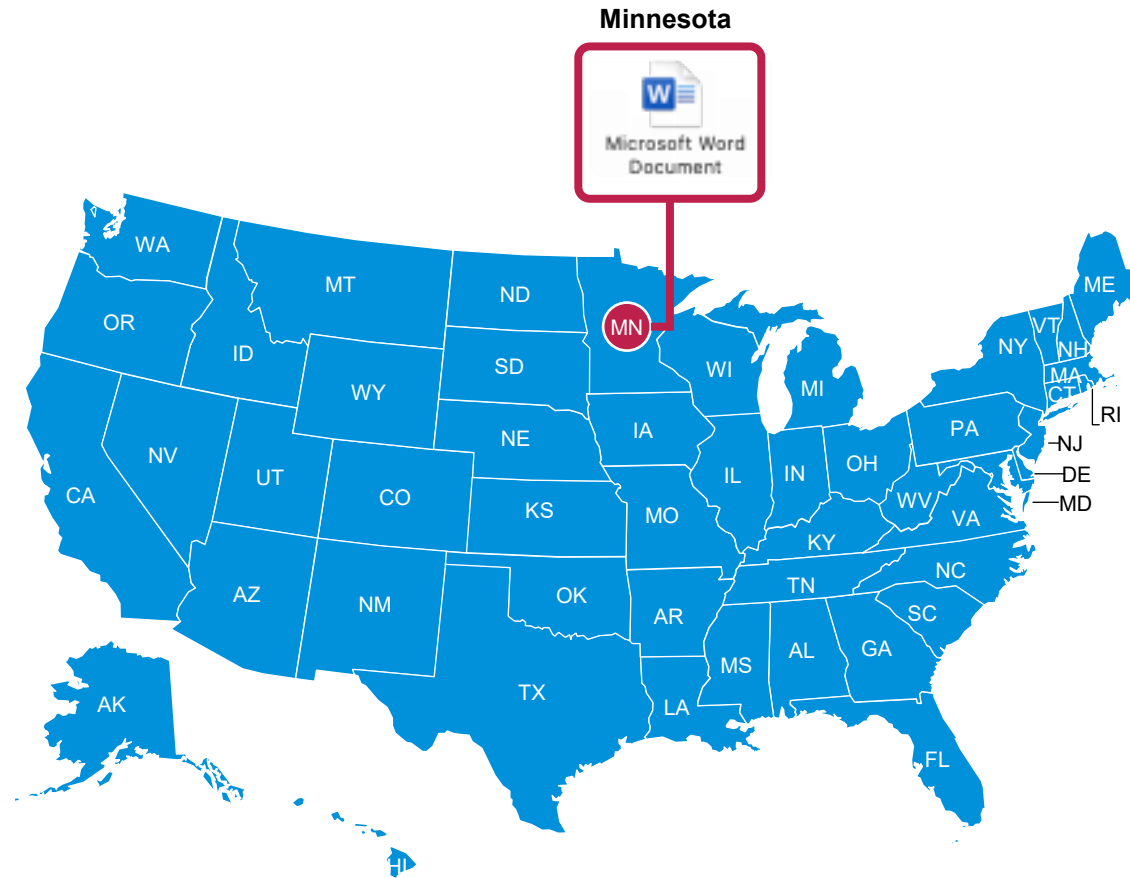 Minnesota
W
Microsoft Word
Document
WA
MT
ND
MN
ME
OR
ID
SD
WI
MI
NY
VT
NH
MA
CT
RI
WY
NE
IA
PA
NJ
NV
UT
CO
KS
MO
IL
IN
OH
WV
VA
DE
MD
CA
KY
AZ
NM
OK
AR
TN
NC
SC
MS
AL
GA
TX
LA
AK
FL
HI